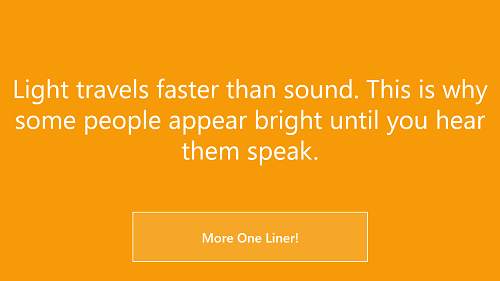 Light travels faster than sound. This is why
some people appear bright until you hear
them speak.
More One Liner!